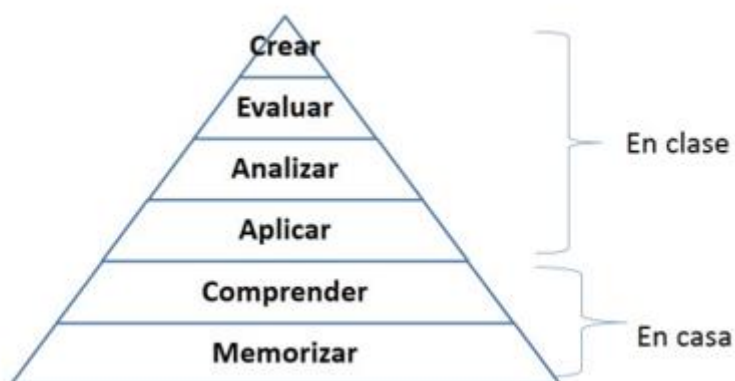 Crear
Evaluar
Analizar
Aplicar
Comprender
Memorizar
En clase
En casa